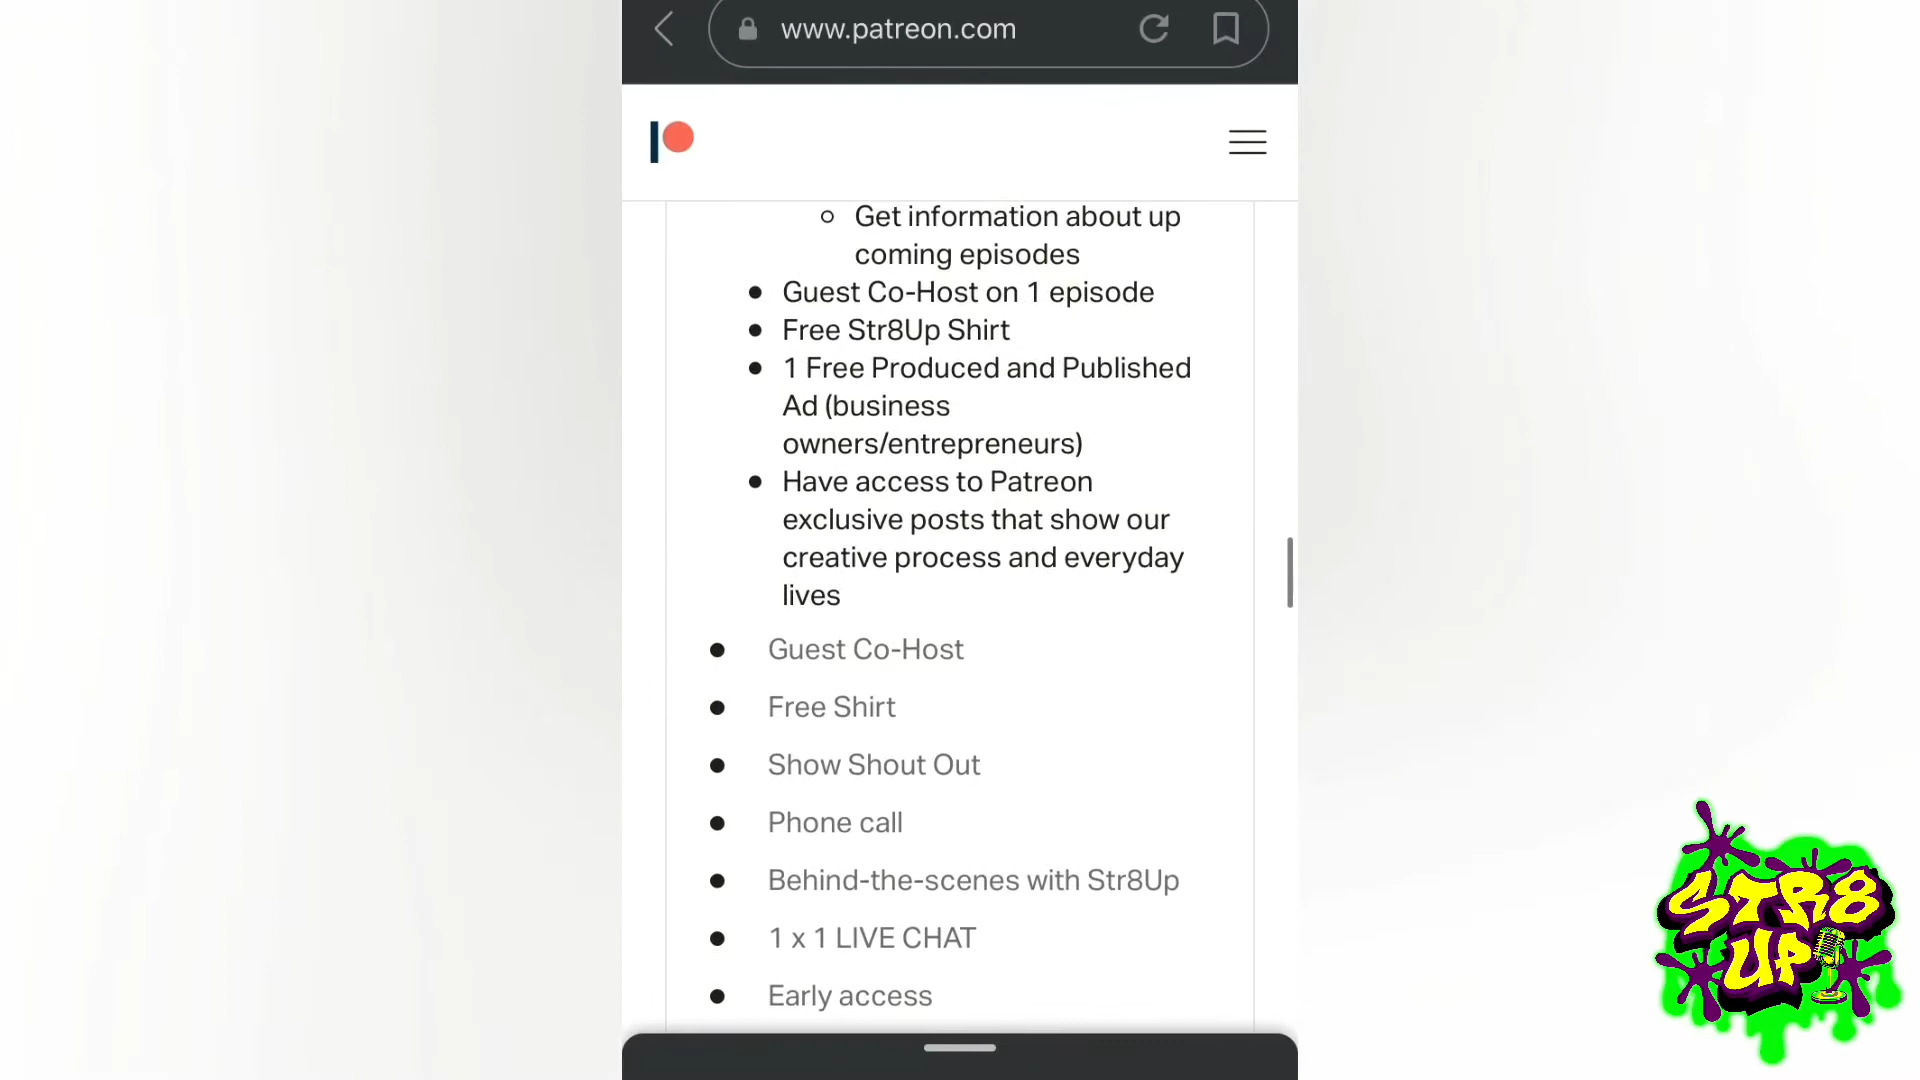 www.patreon.com
Get information about up
coming episodes
Guest Co-Host on 1 episode
Free Str8Up Shirt
1 Free Produced and Published
Ad (business
owners/entrepreneurs)
Have access to Patreon
exclusive posts that show our
creative process and everyday
lives
Guest Co-Host
Free Shirt
Show Shout Out
Phone call
Behind-the-scenes with Str8Up
1 x 1 LIVE CHAT
Early access
STR8
UP